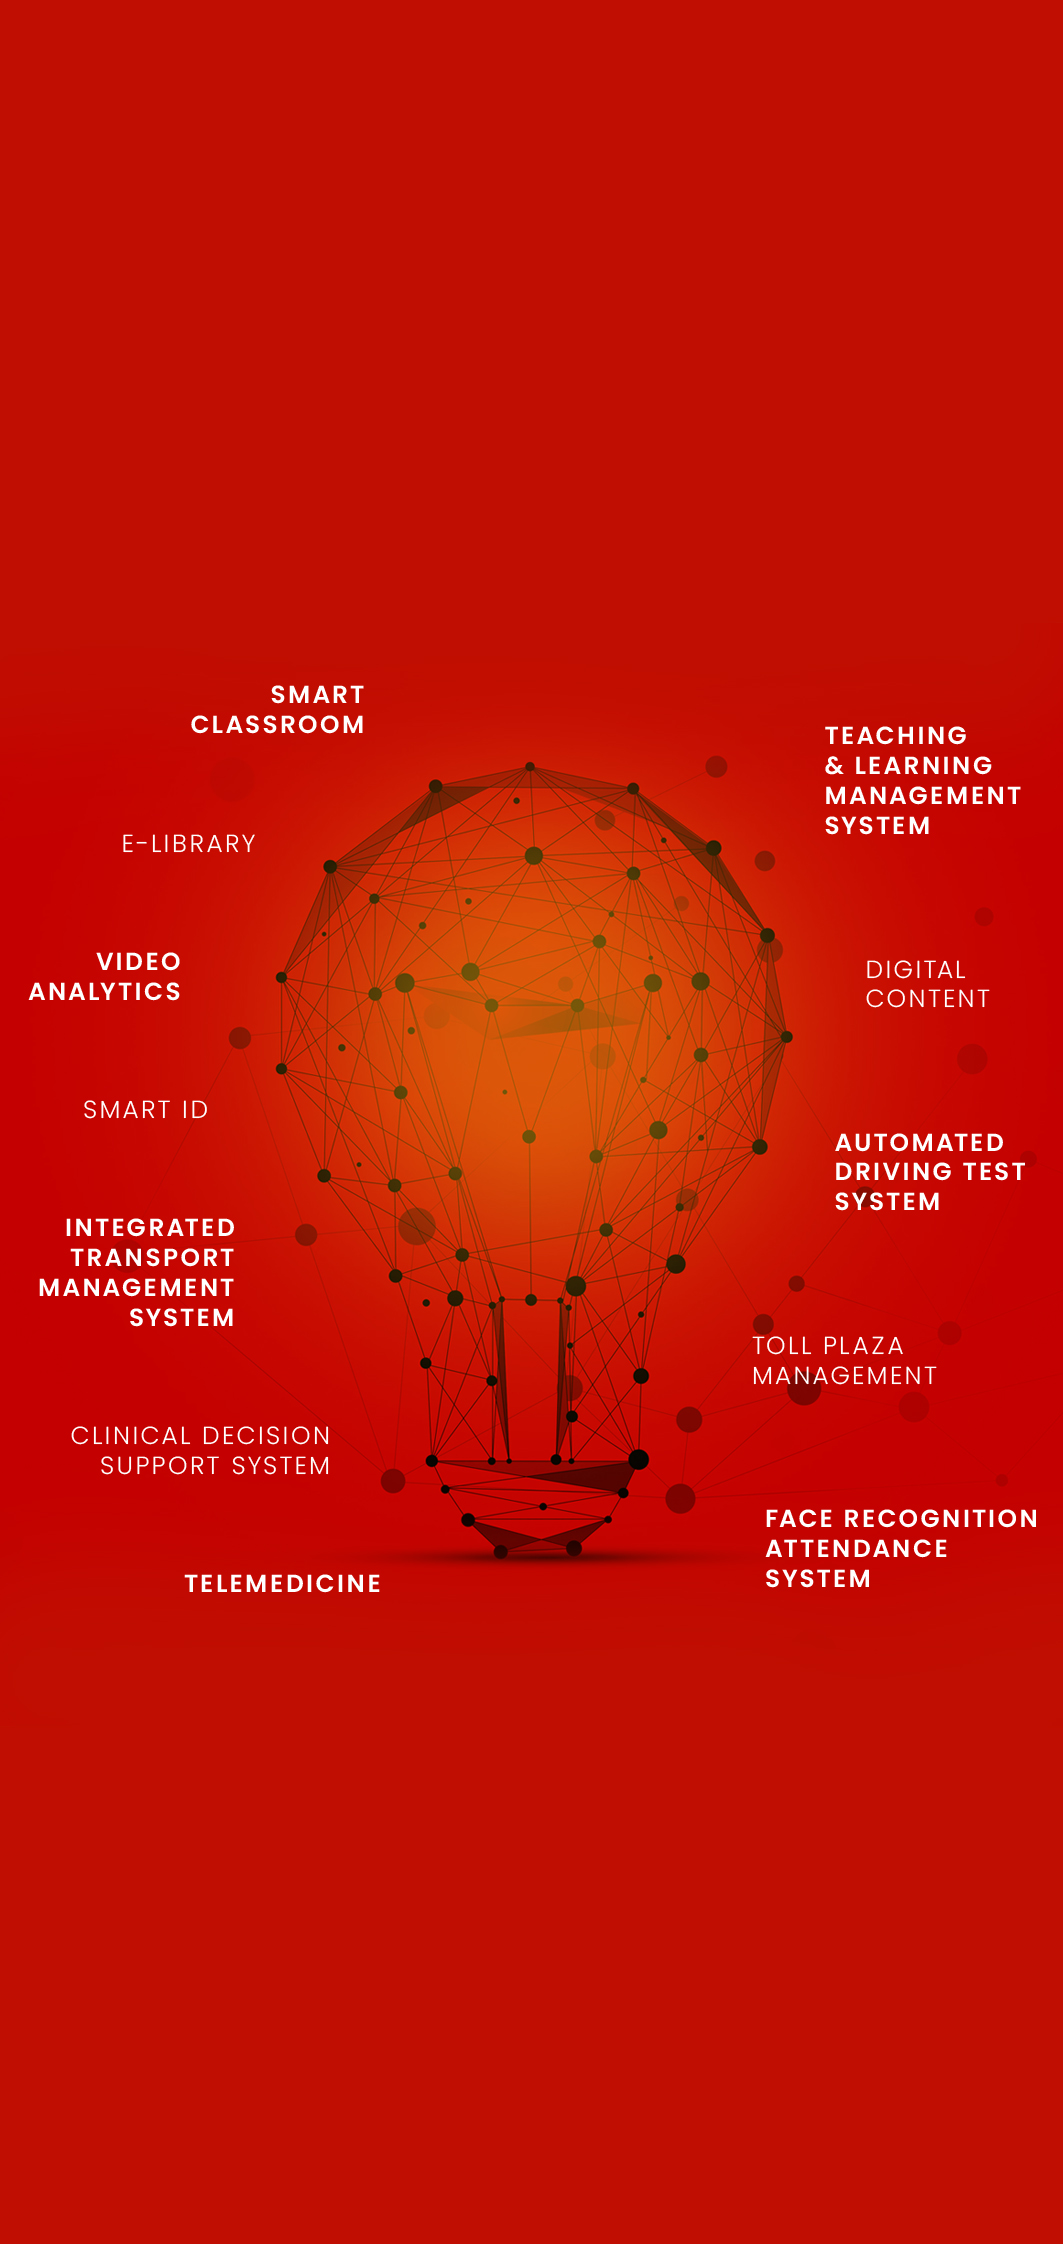 SMART
CLASSROOM
E-LIBRARY
VIDEO
ANALYTICS
SMART ID
INTEGRATED
TRANSPORT
MANAGEMENT
SYSTEM
CLINICAL DECISION
SUPPORT SYSTEM
TELEMEDICINE
TEACHING
& LEARNING
MANAGEMENT
SYSTEM
DIGITAL
CONTENT
AUTOMATED
DRIVING TEST
SYSTEM
TOLL PLAZA
MANAGEMENT
FACE RECOGNITION
ATTENDANCE
SYSTEM